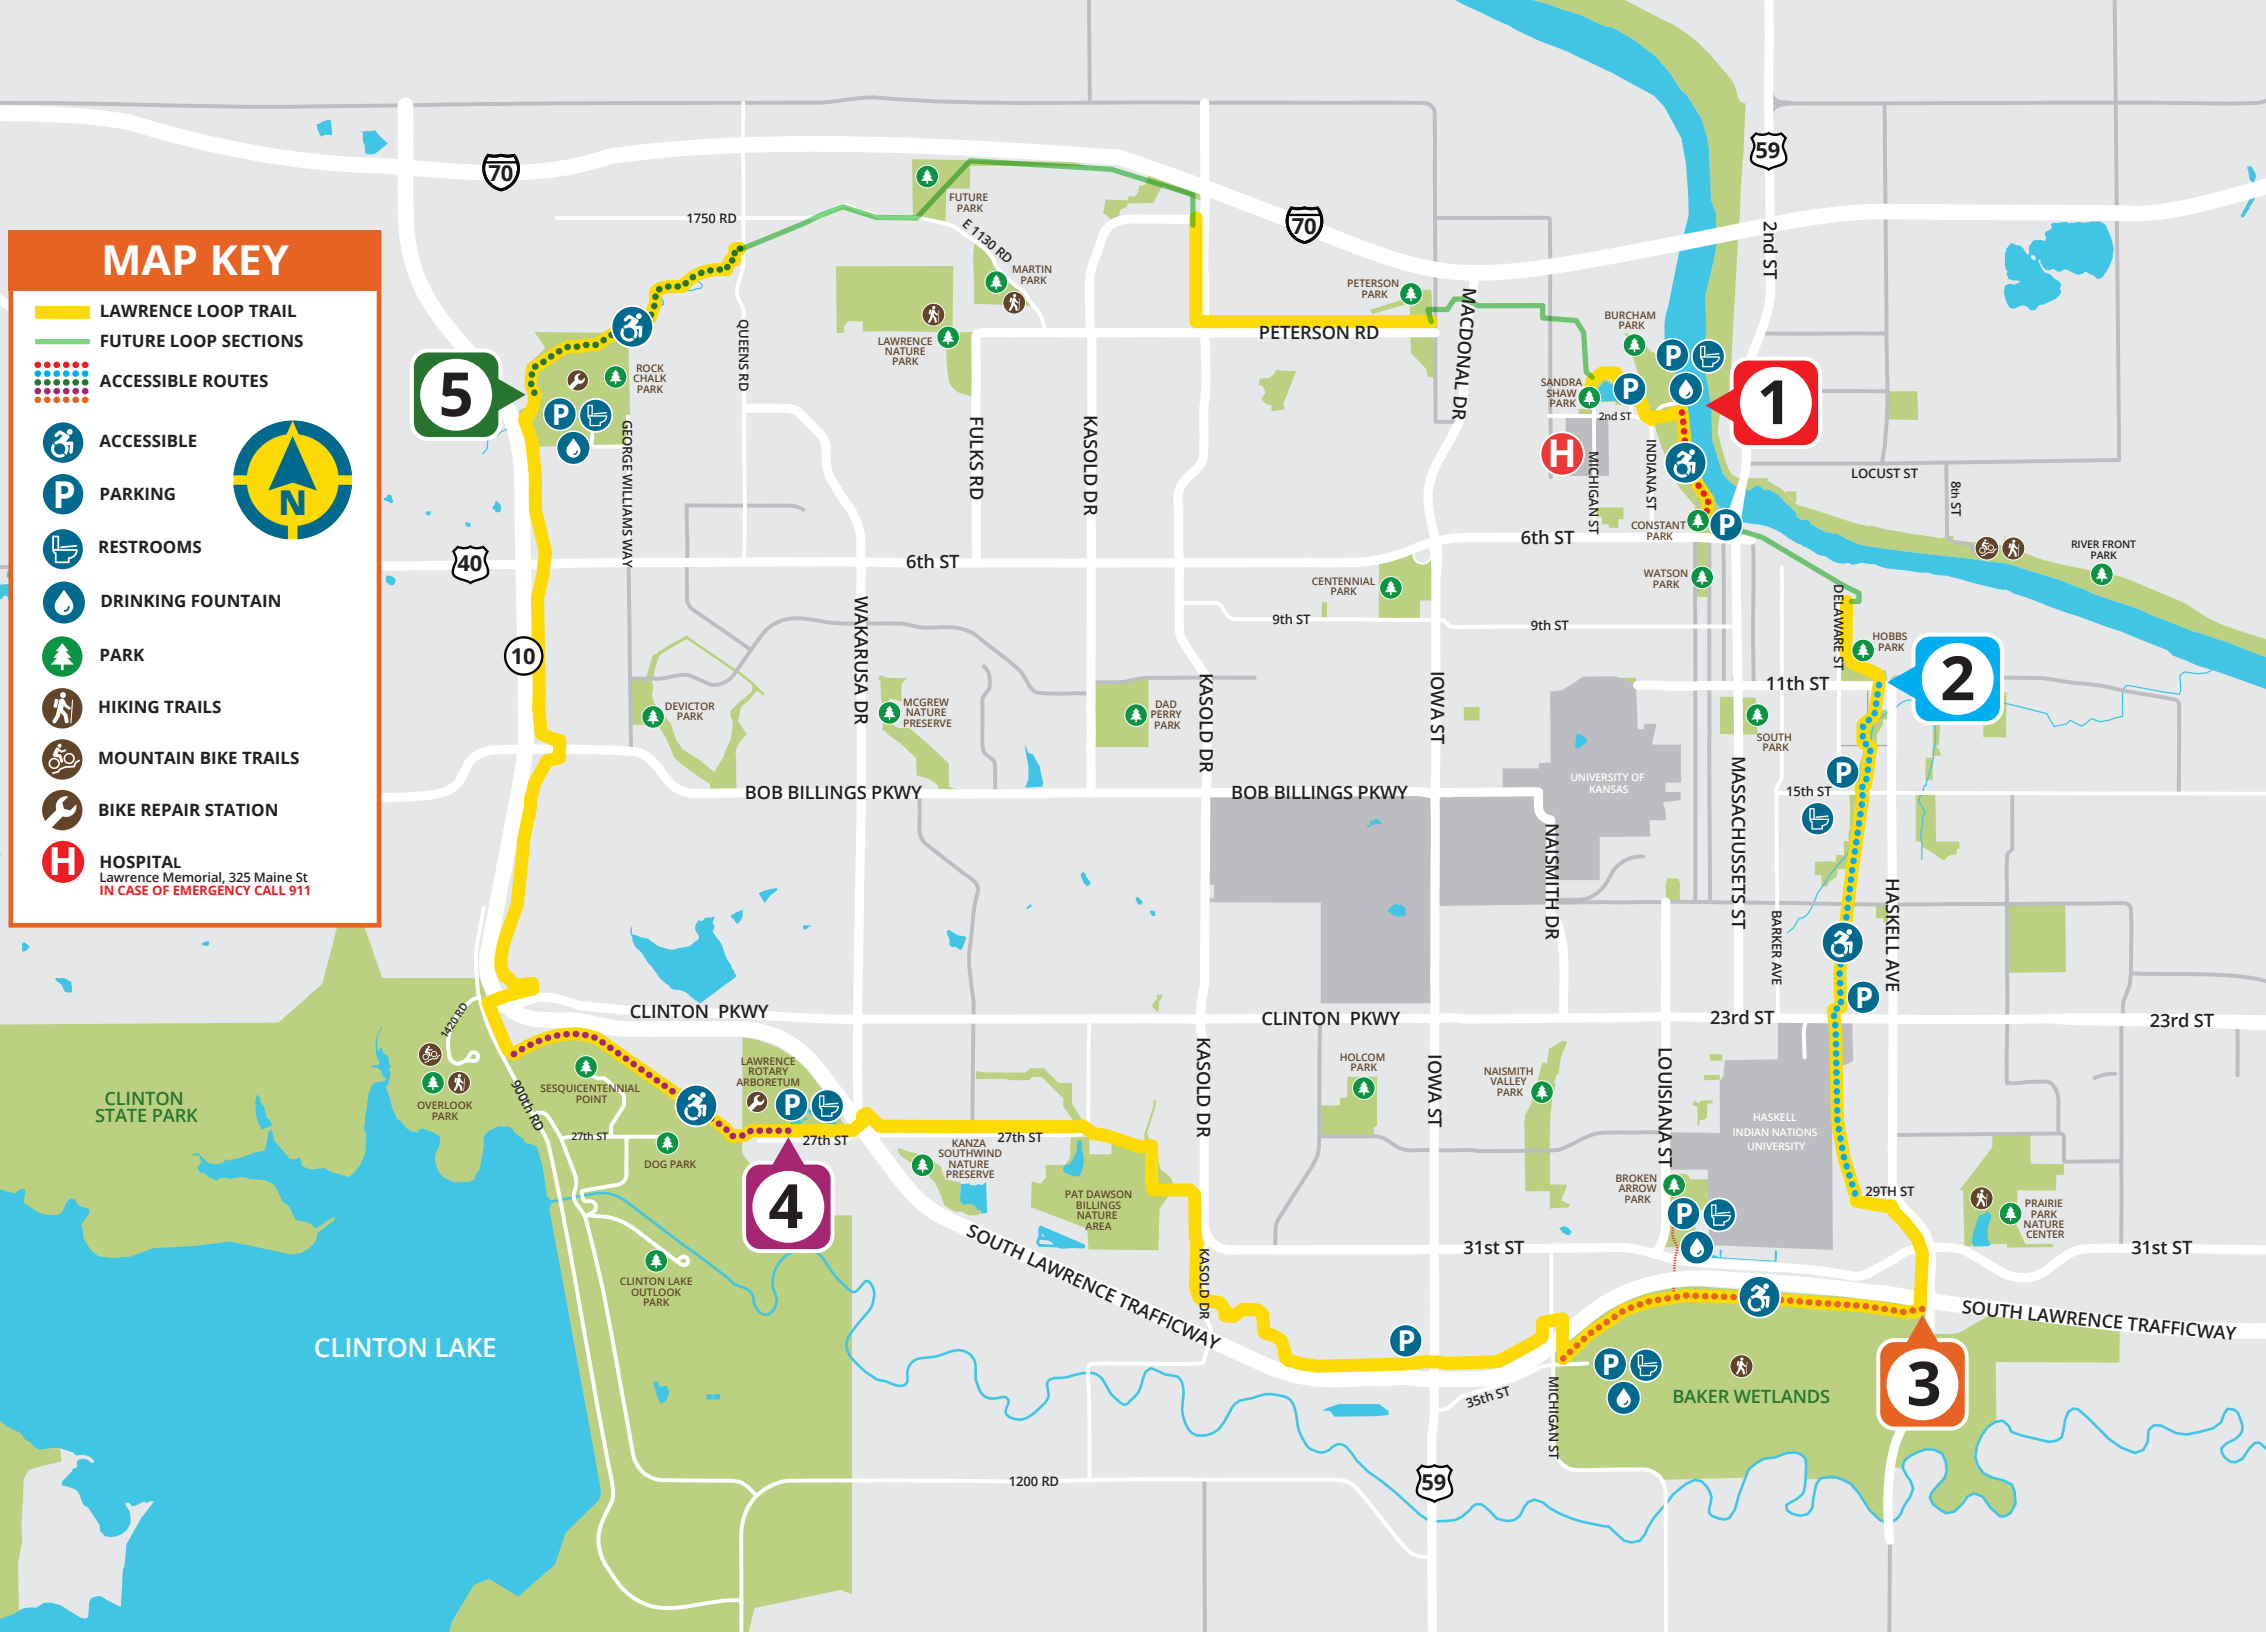 MAP KEY
LAWRENCE LOOP TRAIL
FUTURE LOOP SECTIONS
ACCESSIBLE ROUTES
ACCESSIBLE
P
PARKING
N
RESTROOMS
DRINKING FOUNTAIN
PARK
HIKING TRAILS
MOUNTAIN BIKE TRAILS
BIKE REPAIR STATION
H
HOSPITAL
Lawrence Memorial, 325 Maine St
IN CASE OF EMERGENCY CALL 911
70
59
1750 RD
FUTURE
PARK
E 1130 RD
MARTIN
PARK
70
2nd ST
PETERSON
PARK
MACDONAL DR
PETERSON RD
LAWRENCE
NATURE
PARK
QUEENS RD
BURCHAM
PARK
P
P
SANDRA
SHAW
PARK
2nd ST
1
5
ROCK
CHALK
PARK
P
GEORGE WILLIAMS WAY
FULKS RD
KASOLD DR
H
MICHIGAN ST
INDIANA ST
LOCUST ST
8th ST
CONSTANT
PARK
P
6th ST
40
6th ST
RIVER FRONT
PARK
CENTENNIAL
PARK
WATSON
PARK
9th ST
9th ST
DELAWARE ST
HOBBS
PARK
10
WAKARUSA DR
DEVICTOR
PARK
MCGREW
NATURE
PRESERVE
DAD
PERRY
PARK
KASOLD DR
IOWA ST
11th ST
2
SOUTH
PARK
UNIVERSITY OF
KANSAS
P
15th ST
BOB BILLINGS PKWY
BOB BILLINGS PKWY
NAISMITH DR
MASSACHUSSETS ST
BARKER AVE
HASKELL AVE
P
CLINTON PKWY
CLINTON PKWY
23rd ST
23rd ST
1420 RD
OVERLOOK
PARK
900th RD
SESQUICENTENNIAL
POINT
LAWRENCE
ROTARY
ARBORETUM
P
27th ST
27th ST
27th ST
DOG PARK
4
CLINTON
STATE PARK
KANZA
SOUTHWIND
NATURE
PRESERVE
PAT DAWSON
BILLINGS
NATURE
AREA
KASOLD DR
HOLCOM
PARK
IOWA ST
NAISMITH
VALLEY
PARK
LOUISIANA ST
HASKELL
INDIAN NATIONS
UNIVERSITY
BROKEN
ARROW
PARK
P
29TH ST
PRAIRIE
PARK
NATURE
CENTER
31st ST
31st ST
CLINTON LAKE
OUTLOOK
PARK
SOUTH LAWRENCE TRAFFICWAY
KASOLD DR
SOUTH LAWRENCE TRAFFICWAY
CLINTON LAKE
P
P
BAKER WETLANDS
3
35th ST
MICHIGAN ST
1200 RD
59